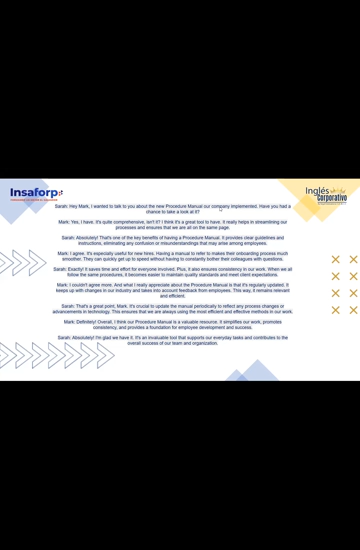 Insaforp
Inglés
Corporativo
Sarah: Hey Mark, I wanted to talk to you about the new Procedure Manual our company implemented. Have you had a
chance to take a look at it?
Mark: Yes, I have. It's quite comprehensive, isn't it? I think it's a great tool to have. It really helps in streamlining our
processes and ensures that we are all on the same page.
Sarah: Absolutely! That's one of the key benefits of having a Procedure Manual. It provides clear guidelines and
instructions, eliminating any confusion or misunderstandings that may arise among employees.
Mark: I agree. It's especially useful for new hires. Having a manual to refer to makes their onboarding process much
smoother. They can quickly get up to speed without having to constantly bother their colleagues with questions.
Sarah: Exactly! It saves time and effort for everyone involved. Plus, it also ensures consistency in our work. When we all
follow the same procedures, it becomes easier to maintain quality standards and meet client expectations.
Mark: I couldn't agree more. And what I really appreciate about the Procedure Manual is that it's regularly updated. It
keeps up with changes in our industry and takes into account feedback from employees. This way, it remains relevant
and efficient.
Sarah: That's a great point, Mark. It's crucial to update the manual periodically to reflect any process changes or
advancements in technology. This ensures that we are always using the most efficient and effective methods in our work.
Mark: Definitely! Overall, I think our Procedure Manual is a valuable resource. It simplifies our work, promotes
consistency, and provides a foundation for employee development and success.
Sarah: Absolutely! I'm glad we have it. It's an invaluable tool that supports our everyday tasks and contributes to the
overall success of our team and organization.